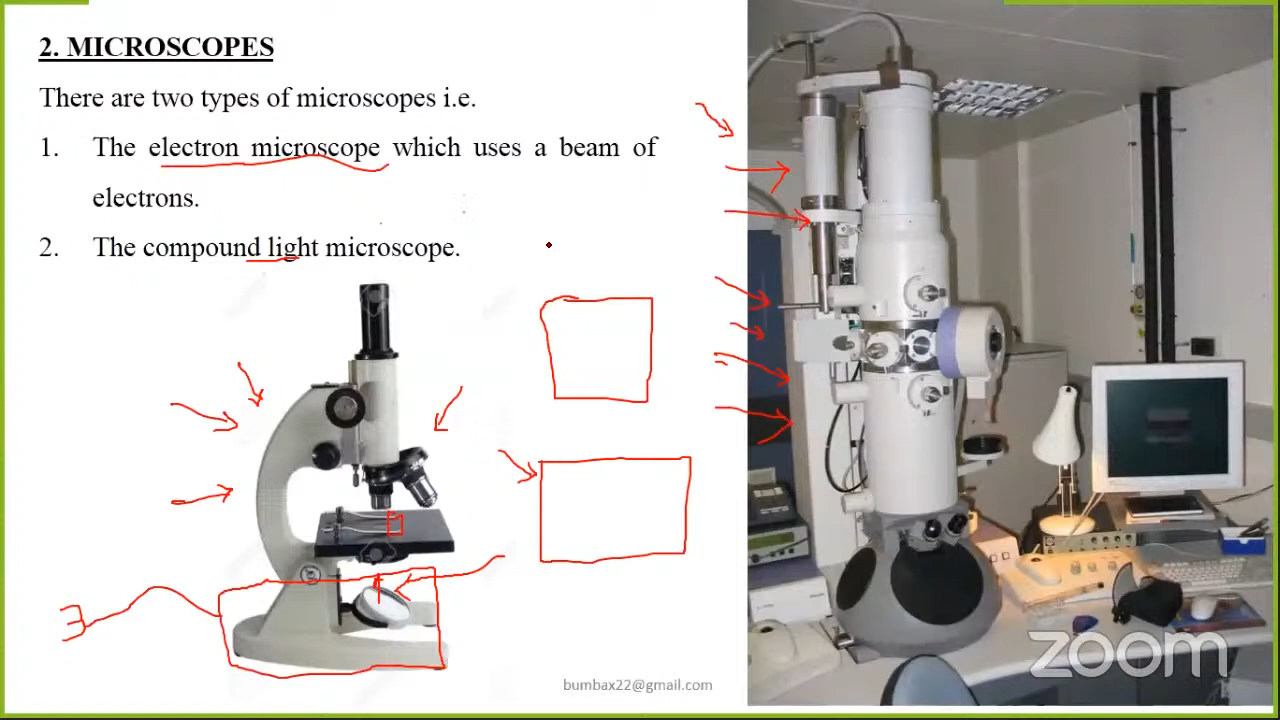 2. MICROSCOPES
There are two types of microscopes i.e.
1. The electron microscope which uses a beam of
electrons.
2. The compound light microscope.
bumbax22@gmail.com
zoom